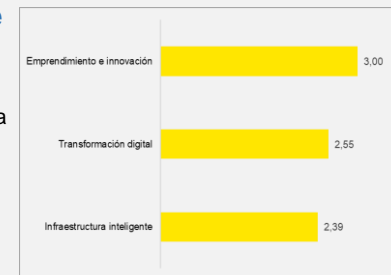 e
Emprendimiento e innovación
3,00
a
Transformación digital
2,55
Infraestructura inteligente
2,39